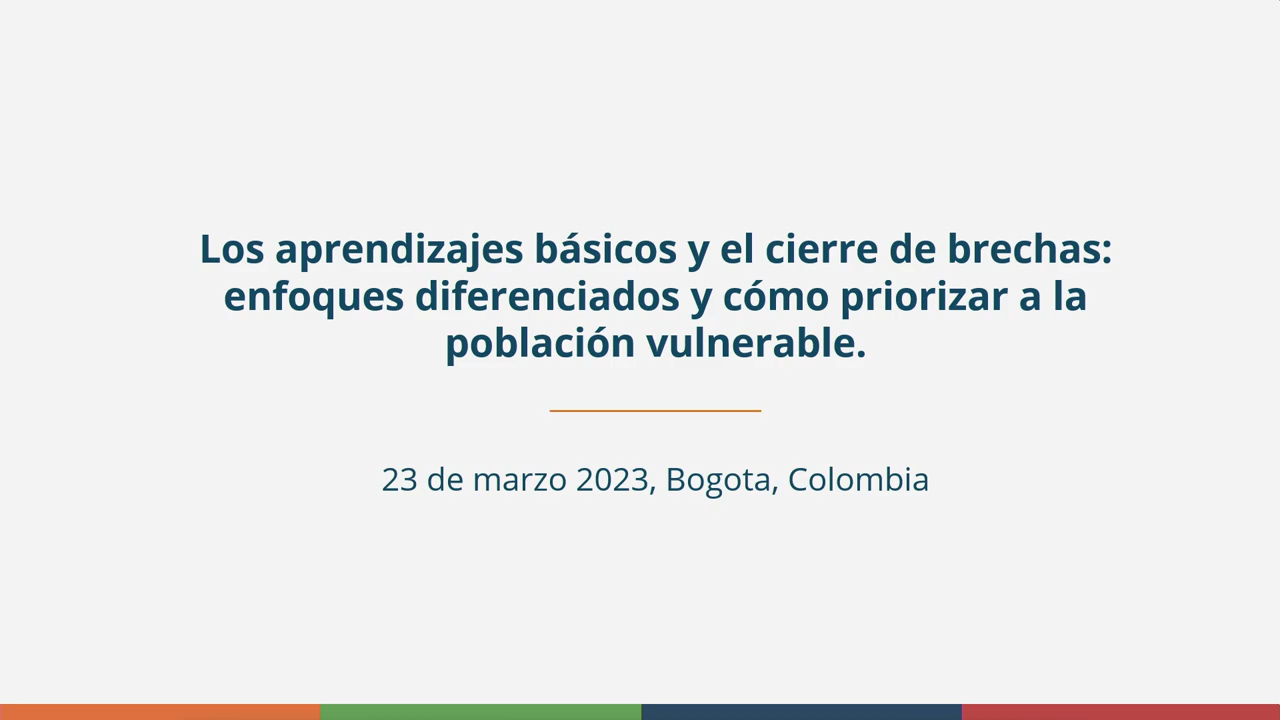 Los aprendizajes básicos y el cierre de brechas:
enfoques diferenciados y cómo priorizar a la
población vulnerable.
23 de marzo 2023, Bogota, Colombia